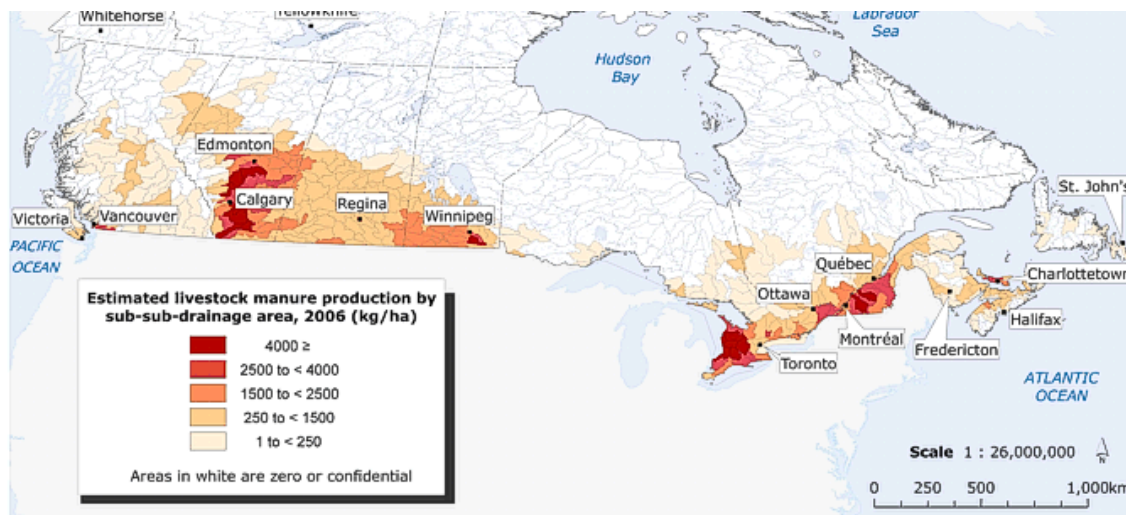 Whitehorse
Yellowknife
Labrador
Sea
Hudson
Bay
Edmonton
Calgary
Regina
Winnipeg
Victoria
Vancouver
PACIFIC
OCEAN
St. John's
Québec
Charlottetown
Ottawa
Halifax
Montréal
Fredericton
Toronto
ATLANTIC
OCEAN
Estimated livestock manure production by
sub-sub-drainage area, 2006 (kg/ha)
4000 ≥
2500 to < 4000
1500 to < 2500
250 to < 1500
1 to < 250
Areas in white are zero or confidential
Scale 1 : 26,000,000
N
0 250 500 1,000km